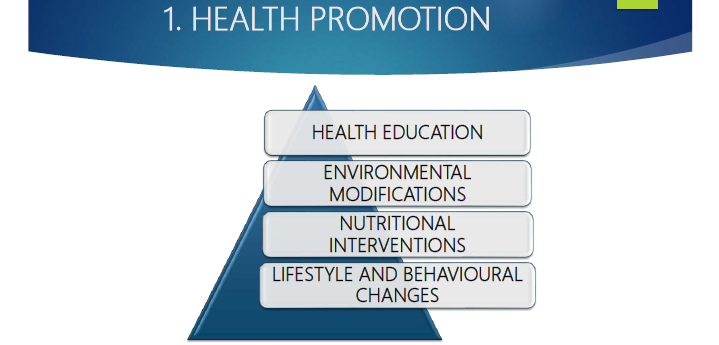 1. HEALTH PROMOTION
HEALTH EDUCATION
ENVIRONMENTAL
MODIFICATIONS
NUTRITIONAL
INTERVENTIONS
LIFESTYLE AND BEHAVIOURAL
CHANGES